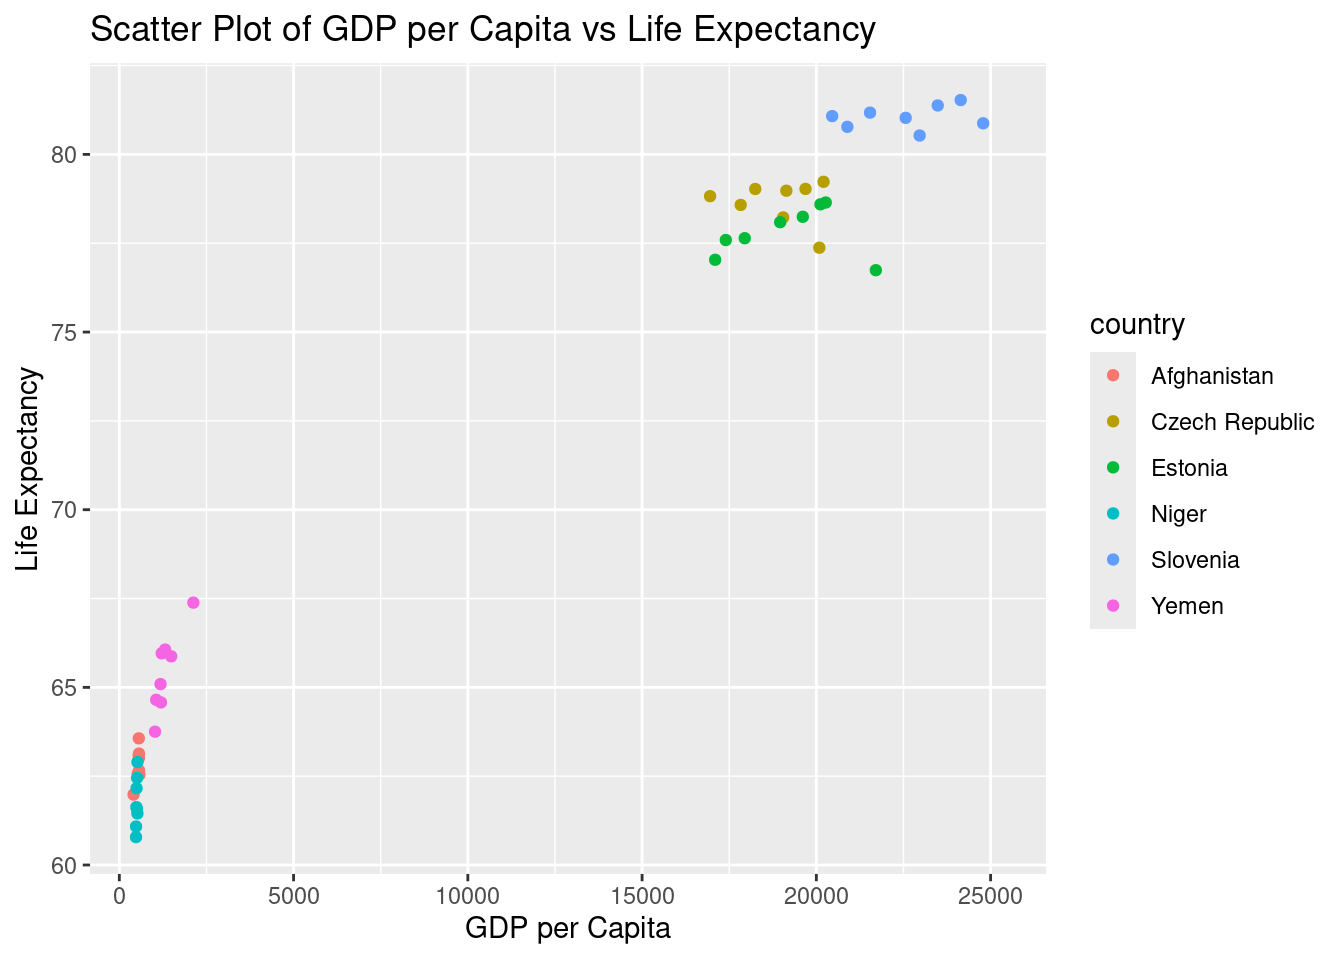 Scatter Plot of GDP per Capita vs Life Expectancy
Life Expectancy
80
75
70
65
60
0 5000 10000 15000 20000 25000
GDP per Capita
country
Afghanistan
Czech Republic
Estonia
Niger
Slovenia
Yemen